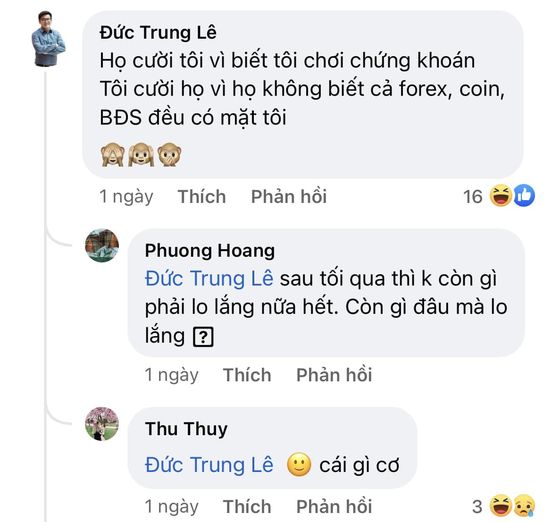 Đức Trung Lê
Họ cười tôi vì biết tôi chơi chứng khoán
Tôi cười họ vì họ không biết cả forex, coin,
BĐS đều có mặt tôi
🙈🙉🙊
1 ngày Thích Phản hồi 16
Phuong Hoang
Đức Trung Lê sau tối qua thì k còn gì
phải lo lắng nữa hết. Còn gì đâu mà lo
lắng ⍰
1 ngày Thích Phản hồi
Thu Thuy
Đức Trung Lê 🙂 cái gì cơ
1 ngày Thích Phản hồi 3